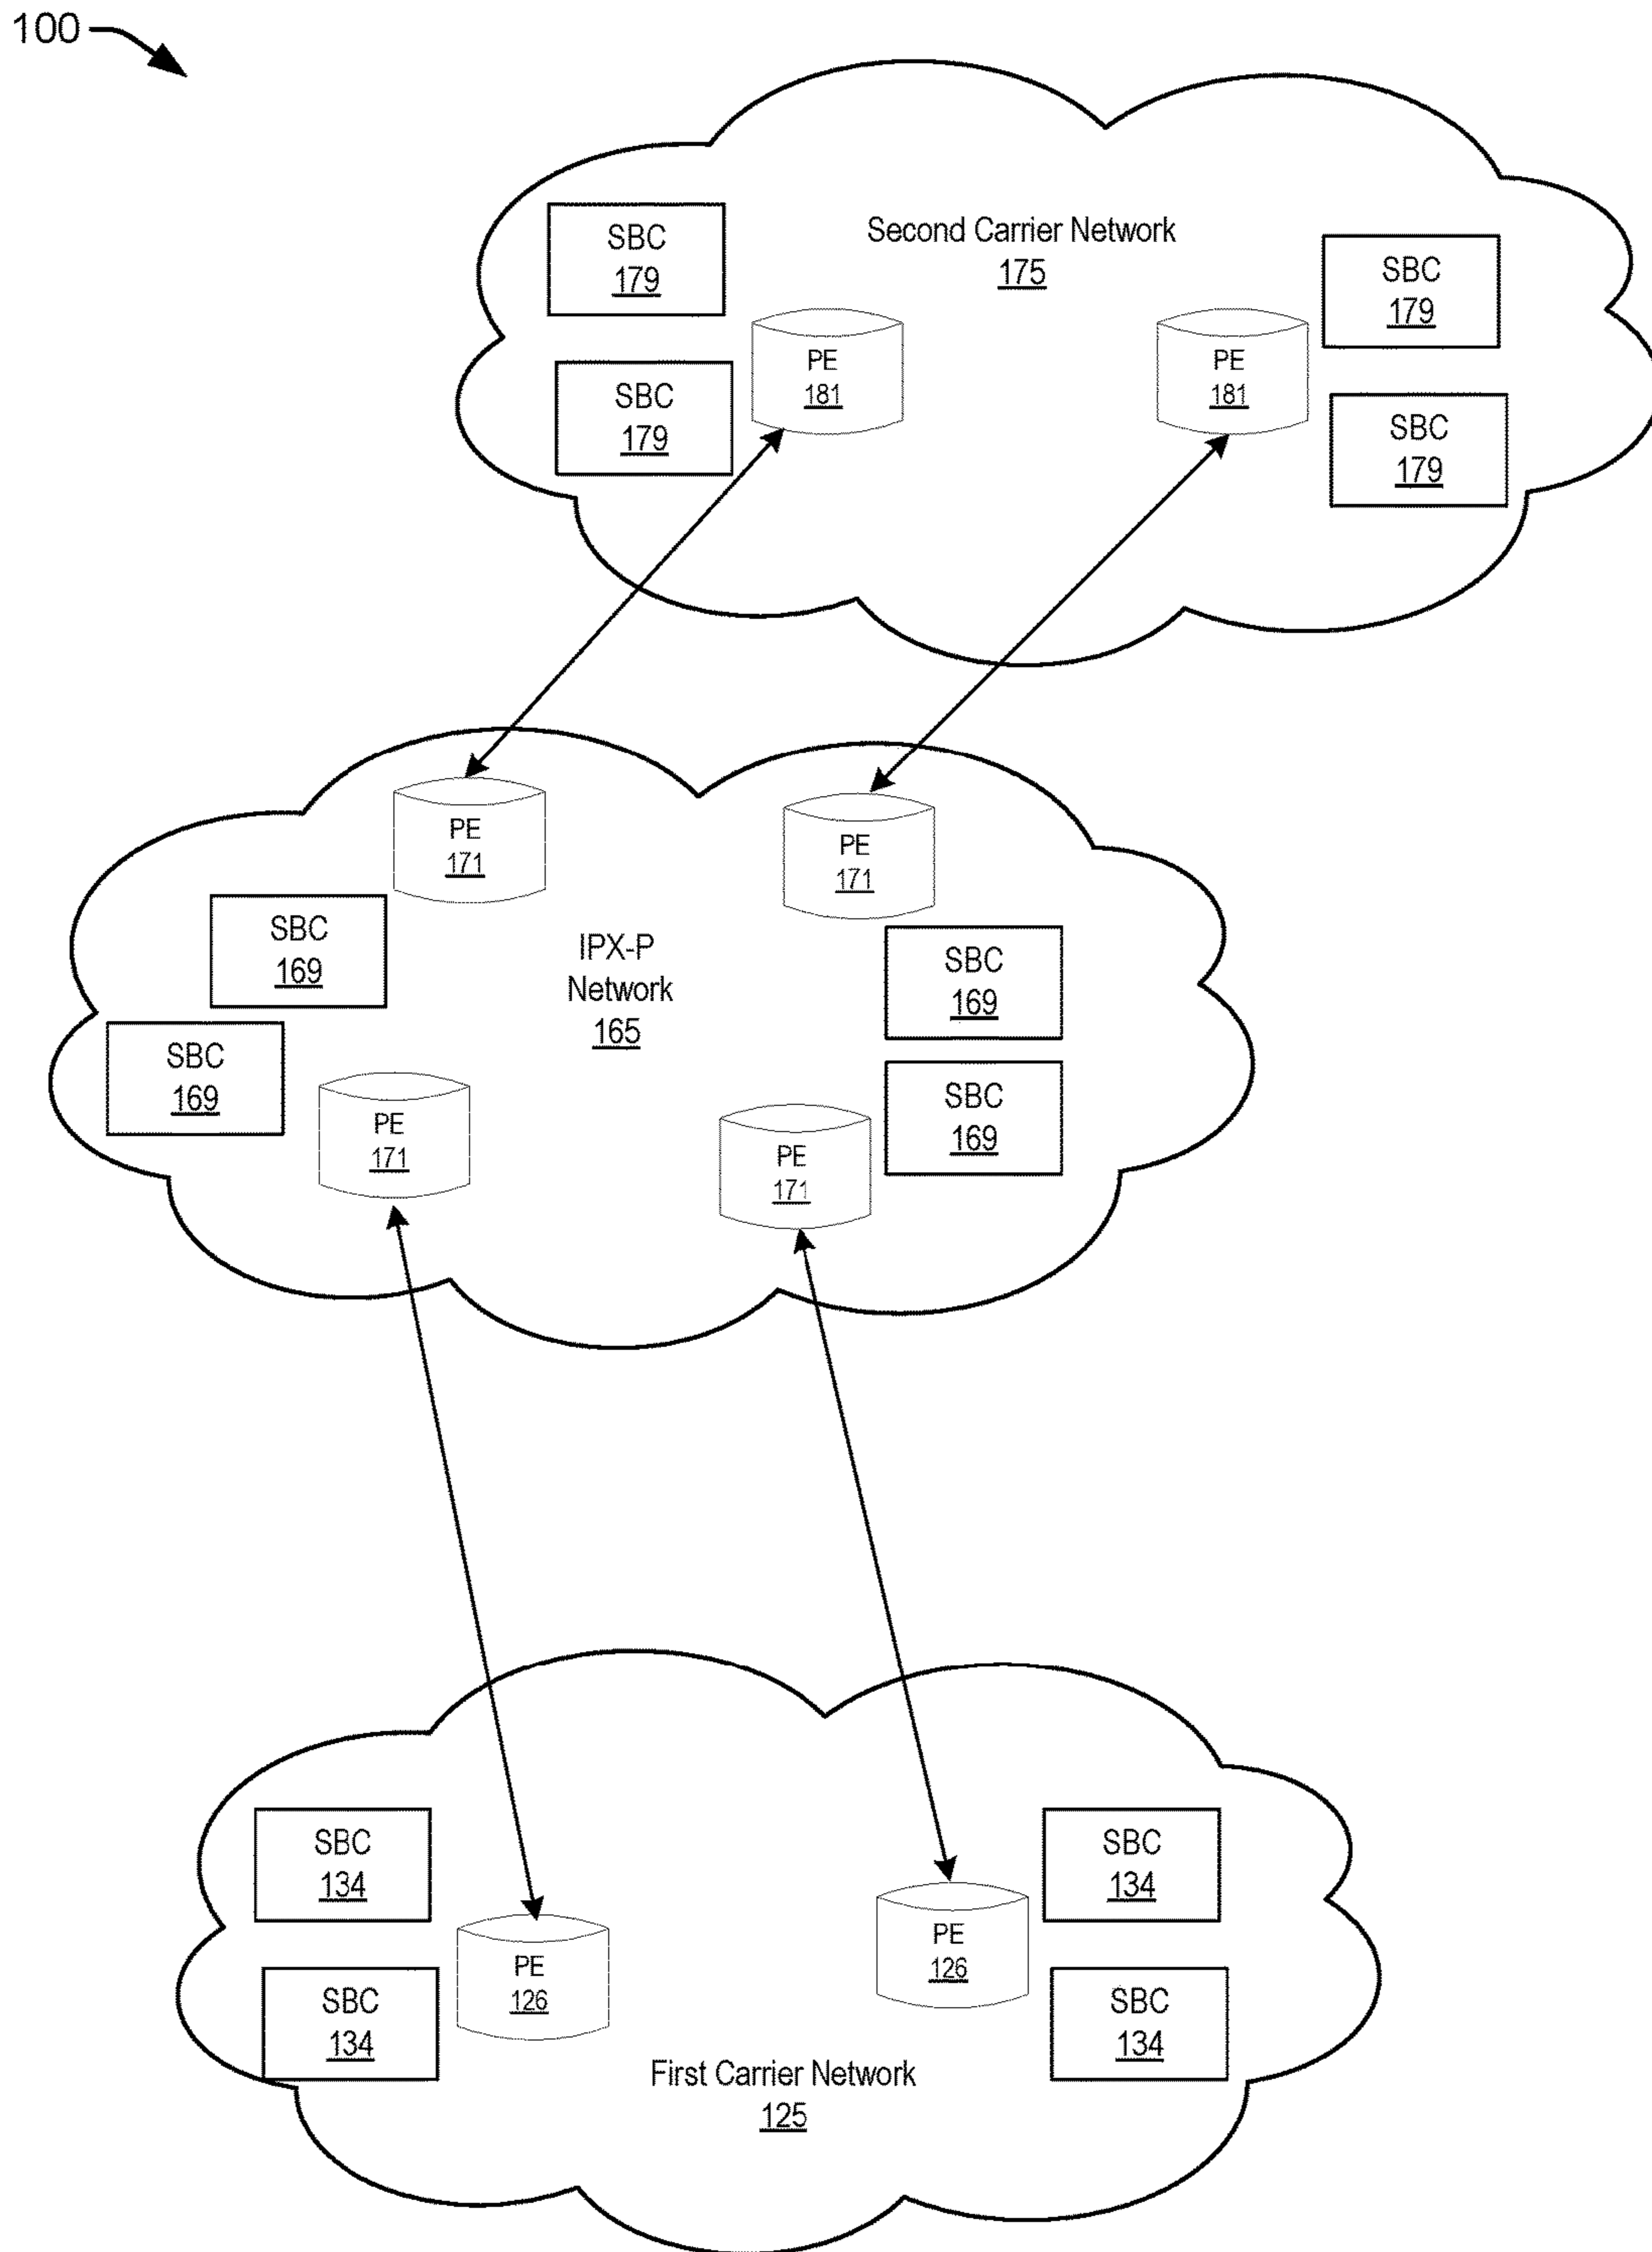 100
Second Carrier Network
175
SBC
179
SBC
179
PE
181
PE
181
SBC
179
SBC
179
PE
171
PE
171
SBC
169
IPX-P
Network
165
SBC
169
SBC
169
SBC
169
PE
171
PE
171
SBC
134
SBC
134
PE
126
PE
126
SBC
134
SBC
134
First Carrier Network
125